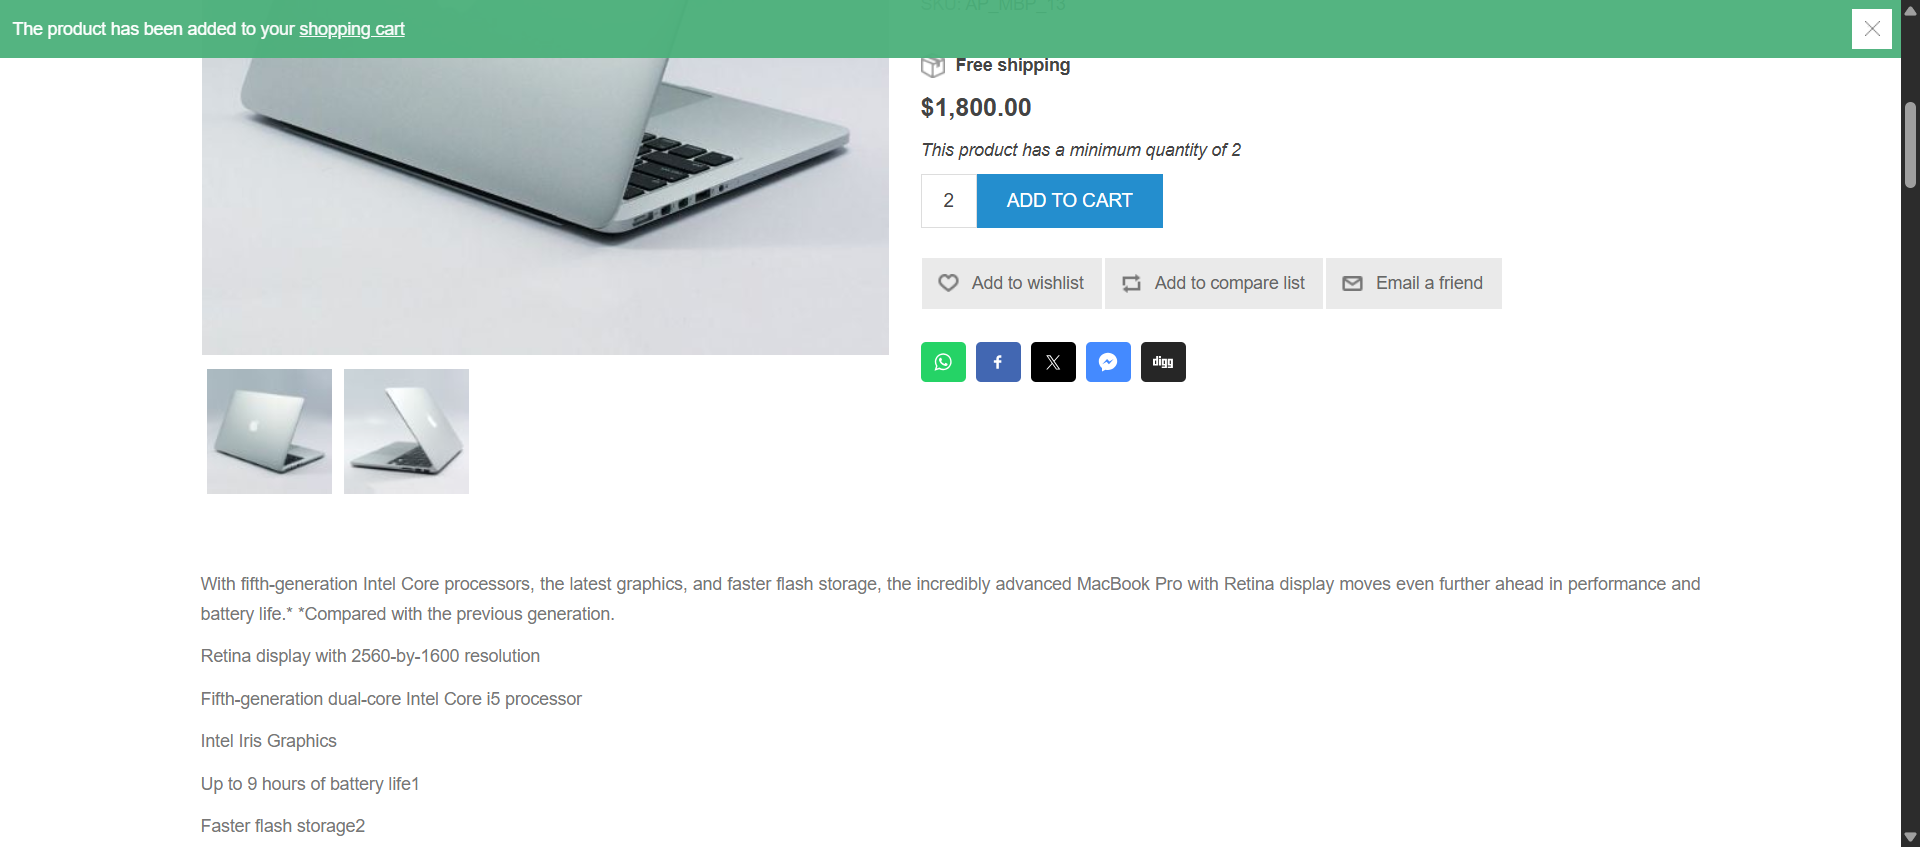 The product has been added to your shopping cart
SKU: AP_MBP_13
Free shipping
$1,800.00
This product has a minimum quantity of 2
2
ADD TO CART
Add to wishlist
Add to compare list
Email a friend
digg
With fifth-generation Intel Core processors, the latest graphics, and faster flash storage, the incredibly advanced MacBook Pro with Retina display moves even further ahead in performance and
battery life.* *Compared with the previous generation.
Retina display with 2560-by-1600 resolution
Fifth-generation dual-core Intel Core i5 processor
Intel Iris Graphics
Up to 9 hours of battery life1
Faster flash storage2